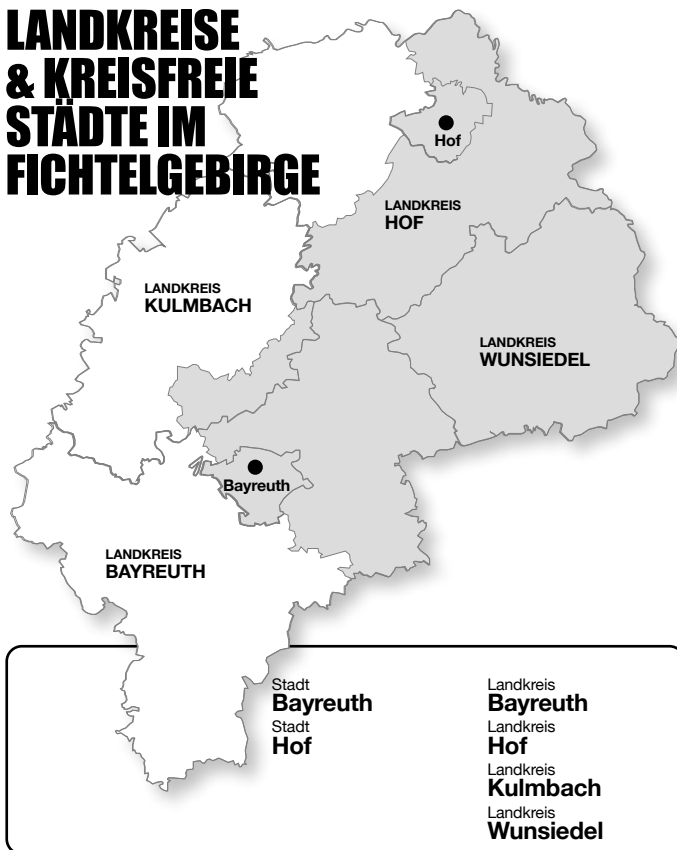 LANDKREISE
& KREISFREIE
STÄDTE IM
FICHTELGEBIRGE
Hof
LANDKREIS
HOF
LANDKREIS
KULMBACH
LANDKREIS
WUNSIEDEL
Bayreuth
LANDKREIS
BAYREUTH
Stadt
Bayreuth
Stadt
Hof
Landkreis
Bayreuth
Landkreis
Hof
Landkreis
Kulmbach
Landkreis
Wunsiedel